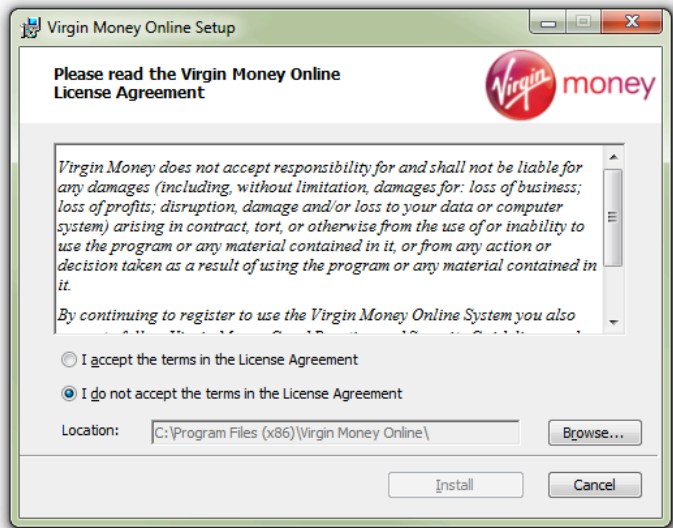 Virgin Money Online Setup
Please read the Virgin Money Online
License Agreement
Virgin money
Virgin Money does not accept responsibility for and shall not be liable for
any damages (including, without limitation, damages for: loss of business;
loss of profits; disruption, damage and/or loss to your data or computer
system) arising in contract, tort, or otherwise from the use of or inability to
use the program or any material contained in it, or from any action or
decision taken as a result of using the program or any material contained in
it.
By continuing to register to use the Virgin Money Online System you also
I accept the terms in the License Agreement
I do not accept the terms in the License Agreement
Location:
C:\Program Files (x86)\Virgin Money Online\
Browse...
Install
Cancel